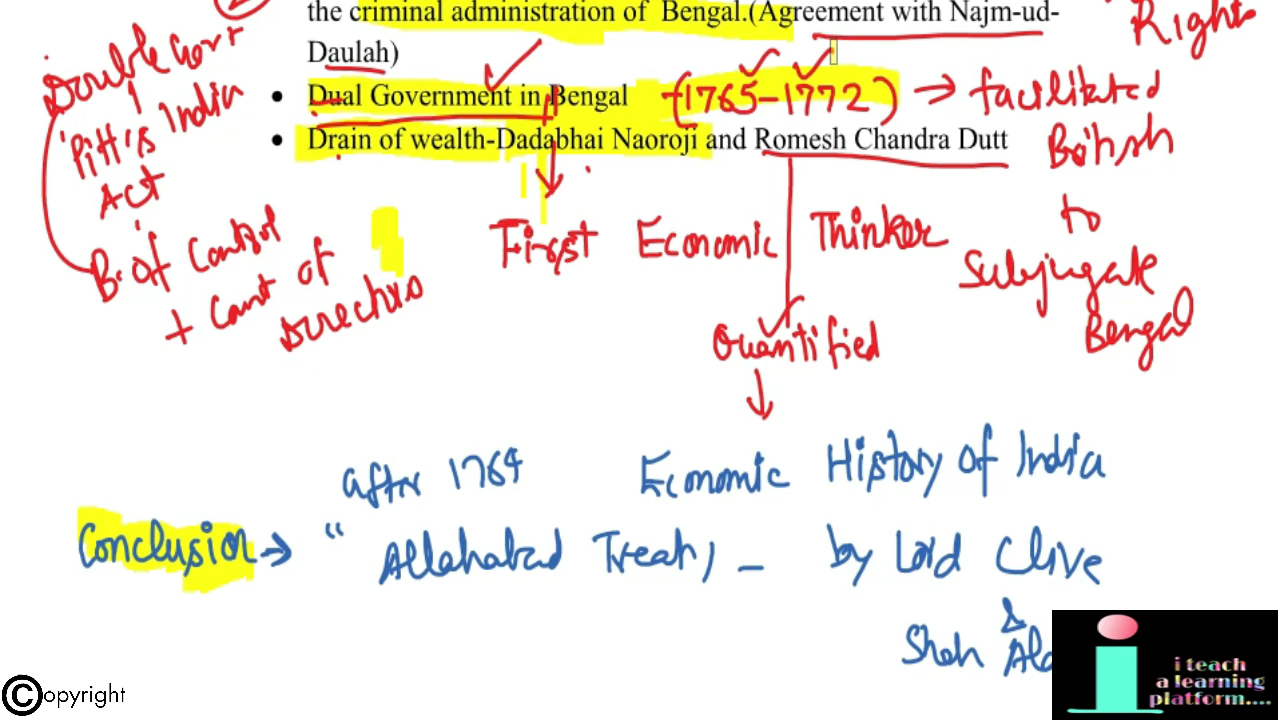 the criminal administration of Bengal.(Agreement with Najm-ud-
Daulah)
Rights
Double Govt
Pitt's India
Act
B. of Control
+ Court of
Directors
• Dual Government in Bengal (1765-1772) → facilitated
British
to
Subjugate
Bengal
• Drain of wealth-Dadabhai Naoroji and Romesh Chandra Dutt
First Economic Thinker
Quantified
Economic History of India
after 1764
Conclusion → " Allahabad Treaty - by Lord Clive
&
Shah
i teach
a learning
platform....
©opyright